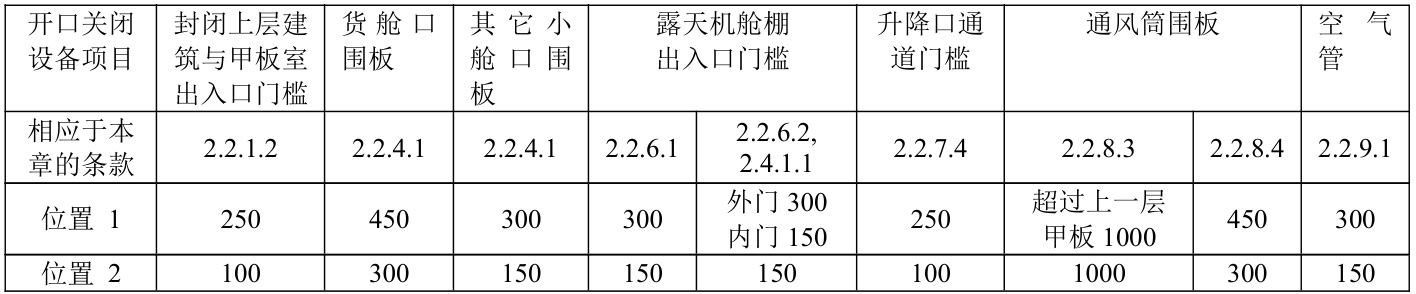 开口关闭设备项目 封闭上层建筑与甲板室出入口门槛 货舱口围板 其它小舱口围板 露天机舱棚出入口门槛 升降口通道门槛 通风筒围板 空气管
相应于本章的条款 2.2.1.2 2.2.4.1 2.2.4.1 2.2.6.1 2.2.6.2, 2.4.1.1 2.2.7.4 2.2.8.3 2.2.8.4 2.2.9.1
位置 1 250 450 300 300 外门 300 内门 150 250 超过上一层甲板 1000 450 300
位置 2 100 300 150 150 150 100 1000 300 150